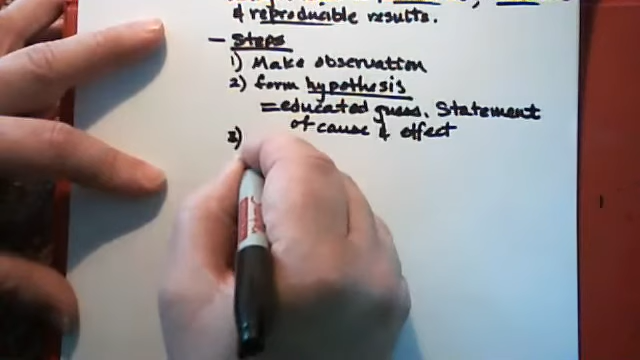 & reproducible results.
– Steps
1) Make observation
2) form hypothesis
= educated guess. Statement
of cause & effect
3)